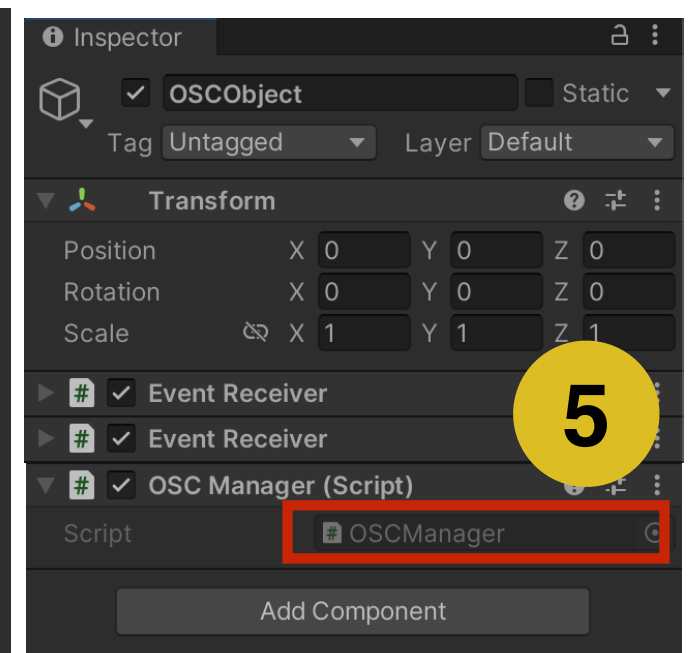 Inspector
OSCObject
Static
Tag Untagged Layer Default
Transform
Position X 0 Y 0 Z 0
Rotation X 0 Y 0 Z 0
Scale X 1 Y 1 Z 1
# Event Receiver
5
# Event Receiver
# OSC Manager (Script)
Script # OSCManager
Add Component